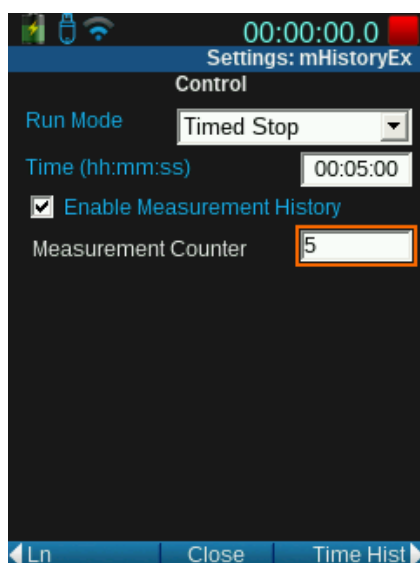 00:00:00.0
Settings: mHistoryEx
Control
Run Mode Timed Stop
Time (hh:mm:ss) 00:05:00
Enable Measurement History
Measurement Counter 5
Ln Close Time Hist